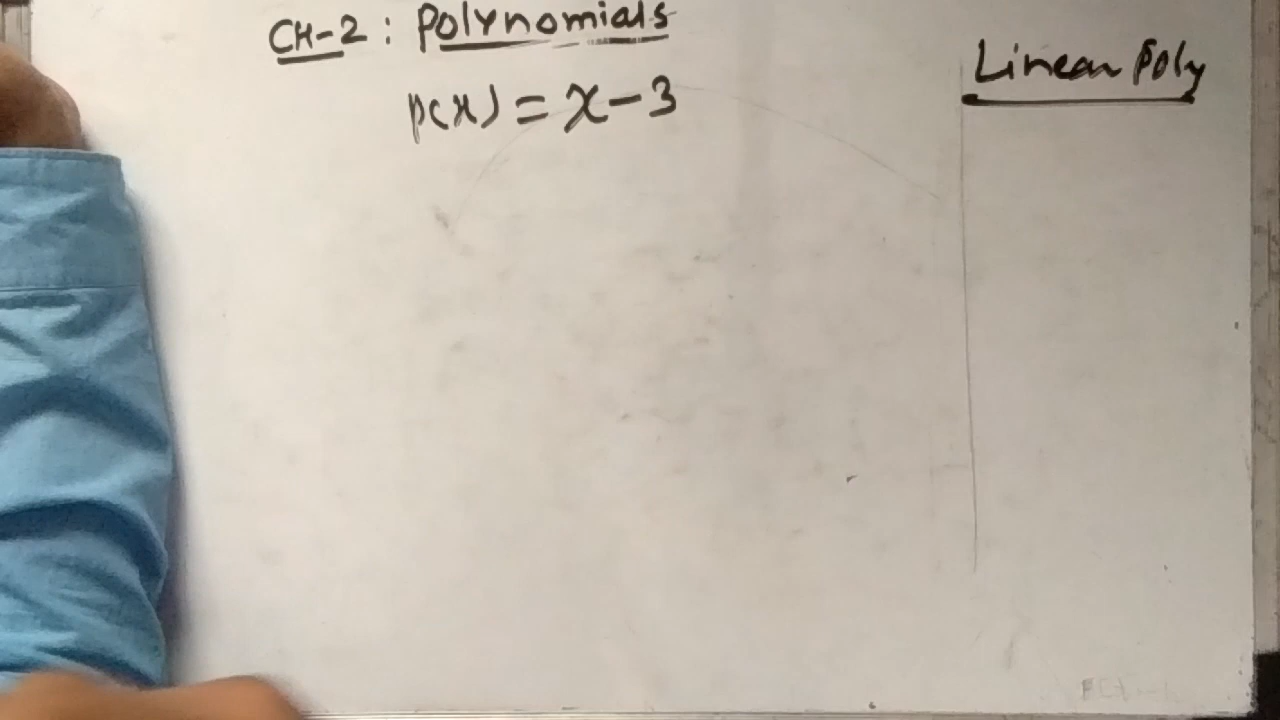 CH-2 : Polynomials
p(x) = x - 3
Linear Poly